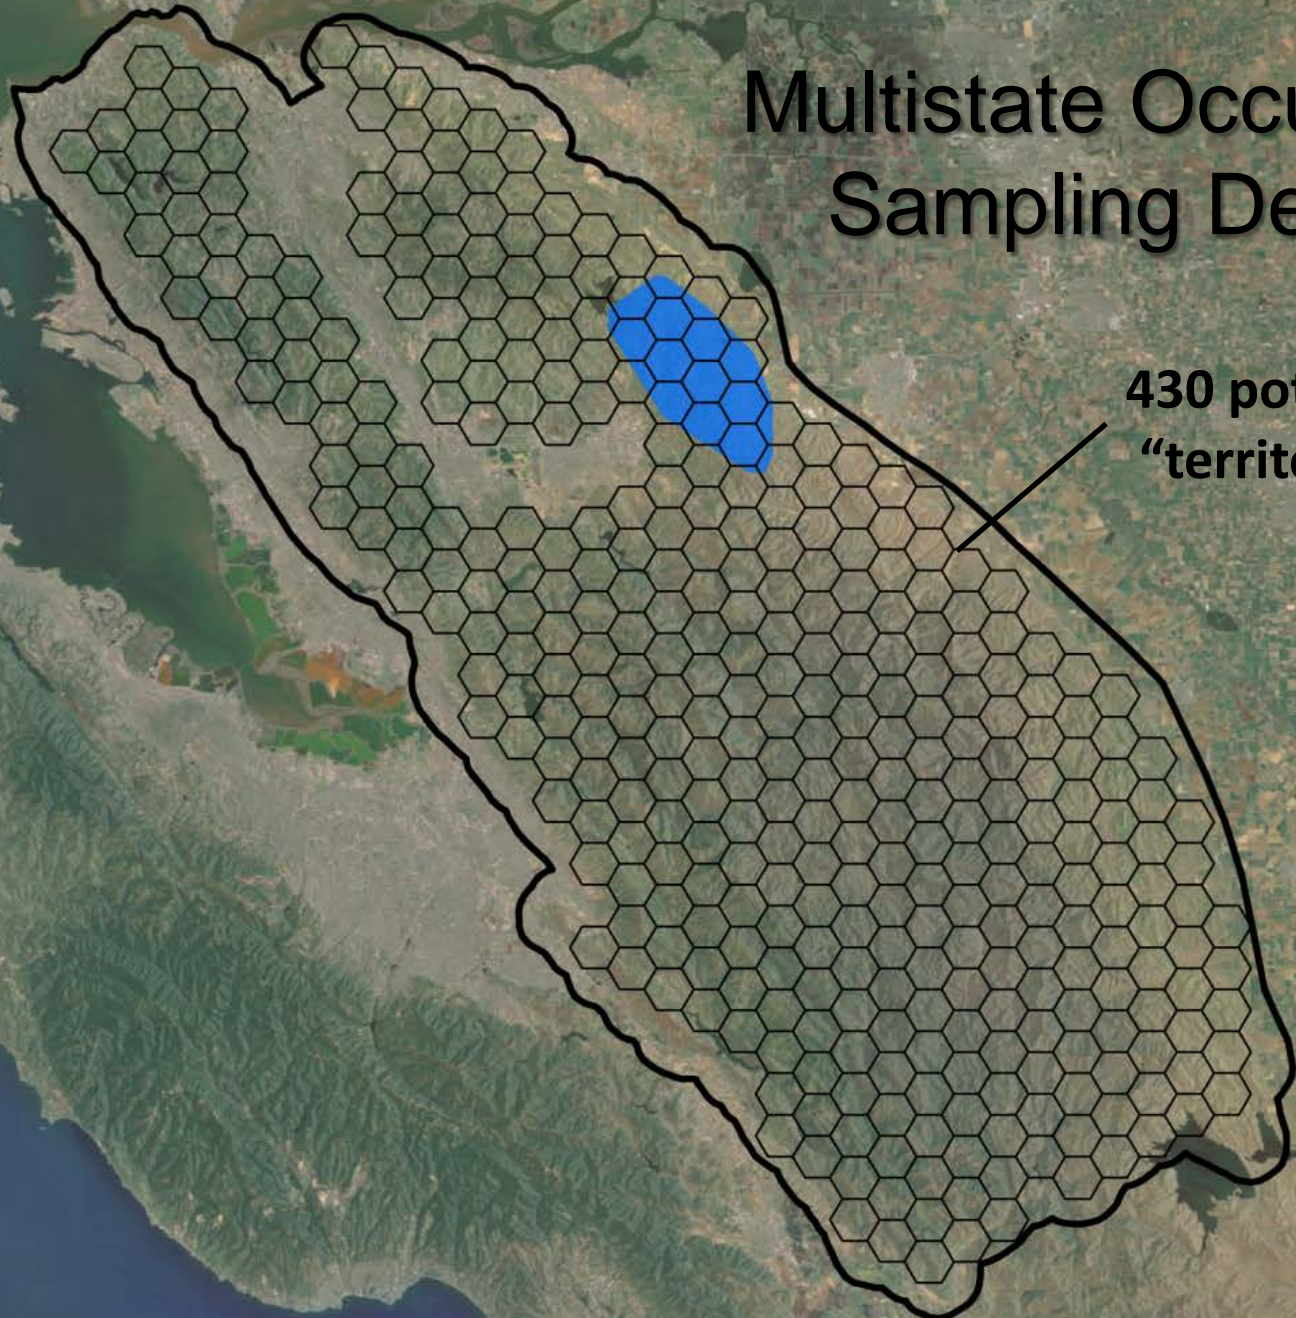 Multistate Occu
Sampling De
430 pot
“territo